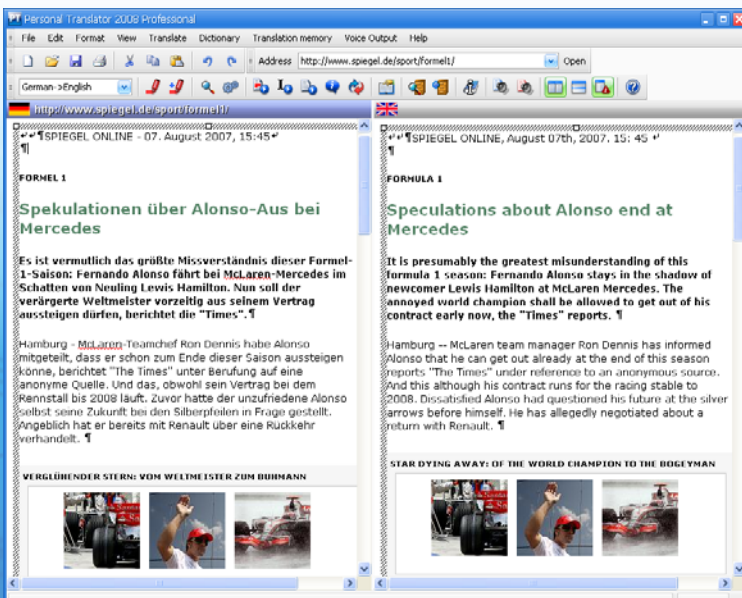 Personal Translator 2008 Professional
File Edit Format View Translate Dictionary Translation memory Voice Output Help
Address http://www.spiegel.de/sport/formel1/ Open
German->English
http://www.spiegel.de/sport/formel1/
↵↵¶SPIEGEL ONLINE - 07. August 2007, 15:45↵
¶
FORMEL 1
Spekulationen über Alonso-Aus bei
Mercedes
Es ist vermutlich das größte Missverständnis dieser Formel-
1-Saison: Fernando Alonso fährt bei McLaren-Mercedes im
Schatten von Neuling Lewis Hamilton. Nun soll der
verärgerte Weltmeister vorzeitig aus seinem Vertrag
aussteigen dürfen, berichtet die "Times". ¶
Hamburg - McLaren-Teamchef Ron Dennis habe Alonso
mitgeteilt, dass er schon zum Ende dieser Saison aussteigen
könne, berichtet "The Times" unter Berufung auf eine
anonyme Quelle. Und das, obwohl sein Vertrag bei dem
Rennstall bis 2008 läuft. Zuvor hatte der unzufriedene Alonso
selbst seine Zukunft bei den Silberpfeilen in Frage gestellt.
Angeblich hat er bereits mit Renault über eine Rückkehr
verhandelt. ¶
VERGLÜHENDER STERN: VOM WELTMEISTER ZUM BUHMANN
↵↵¶SPIEGEL ONLINE, August 07th, 2007. 15: 45 ↵
¶
FORMULA 1
Speculations about Alonso end at
Mercedes
It is presumably the greatest misunderstanding of this
formula 1 season: Fernando Alonso stays in the shadow of
newcomer Lewis Hamilton at McLaren Mercedes. The
annoyed world champion shall be allowed to get out of his
contract early now, the "Times" reports. ¶
Hamburg -- McLaren team manager Ron Dennis has informed
Alonso that he can get out already at the end of this season
reports "The Times" under reference to an anonymous source.
And this although his contract runs for the racing stable to
2008. Dissatisfied Alonso had questioned his future at the silver
arrows before himself. He has allegedly negotiated about a
return with Renault. ¶
STAR DYING AWAY: OF THE WORLD CHAMPION TO THE BOGEYMAN